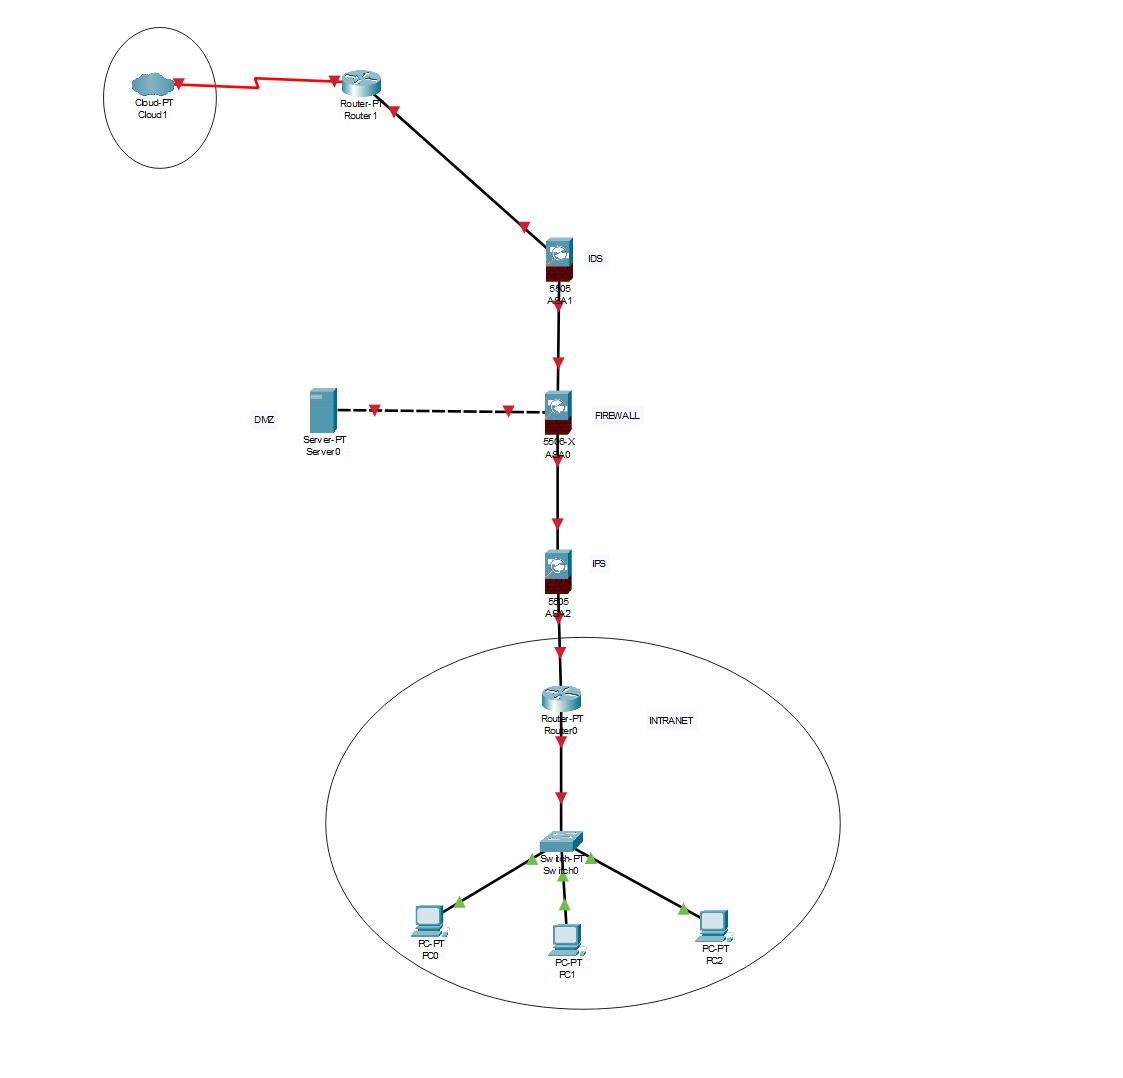 Cloud-PT
Cloud1
Router-PT
Router1
IDS
5505
ASA1
DMZ
Server-PT
Server0
FIREWALL
5506-X
ASA0
IPS
5505
ASA2
Router-PT
Router0
INTRANET
Switch-PT
Switch0
PC-PT
PC0
PC-PT
PC1
PC-PT
PC2